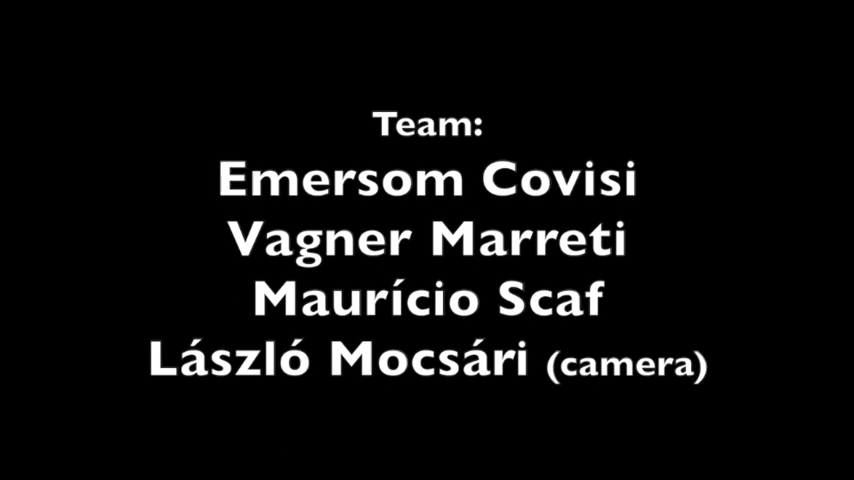 Team:
Emersom Covisi
Vagner Marreti
Maurício Scaf
László Mocsári (camera)